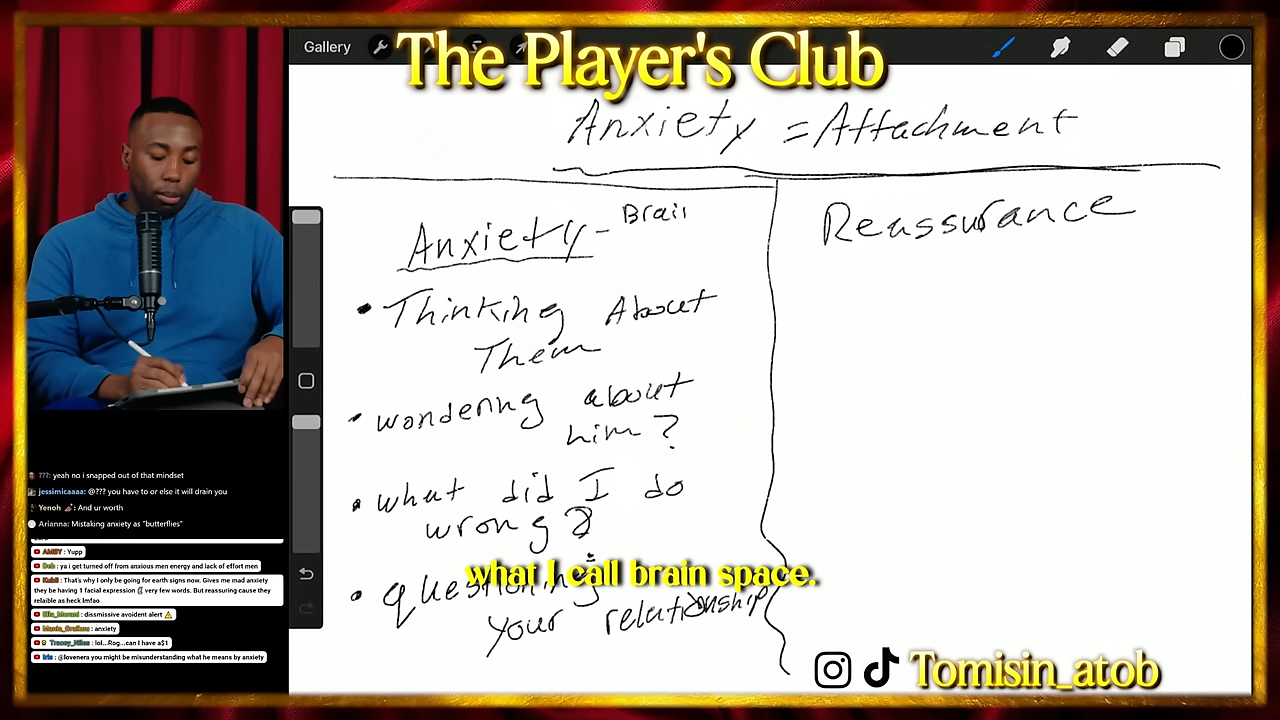 The Player's Club
Gallery
Anxiety = Attachment
Anxiety - Brain
• Thinking About
Them
• wondering about
him?
• what did I do
wrong?
• questioning
your relationship
Reassurance
what I call brain space.
???: yeah no i snapped out of that mindset
jessimicaaaa: @??? you have to or else it will drain you
Yenoh: And ur worth
Arianna: Mistaking anxiety as “butterflies”
AMBY : Yupp
: ya i get turned off from anxious men energy and lack of effort men
Kubii : That's why I only be going for earth signs now. Gives me mad anxiety
they be having 1 facial expression @ very few words. But reassuring cause they
relaible as heck lmfao
: dissmissive avoident alert
: anxiety
Tracey_Niles : lol...Rog...can I have a$1
Iris : @lovenera you might be misunderstanding what he means by anxiety
Tomisin_atob